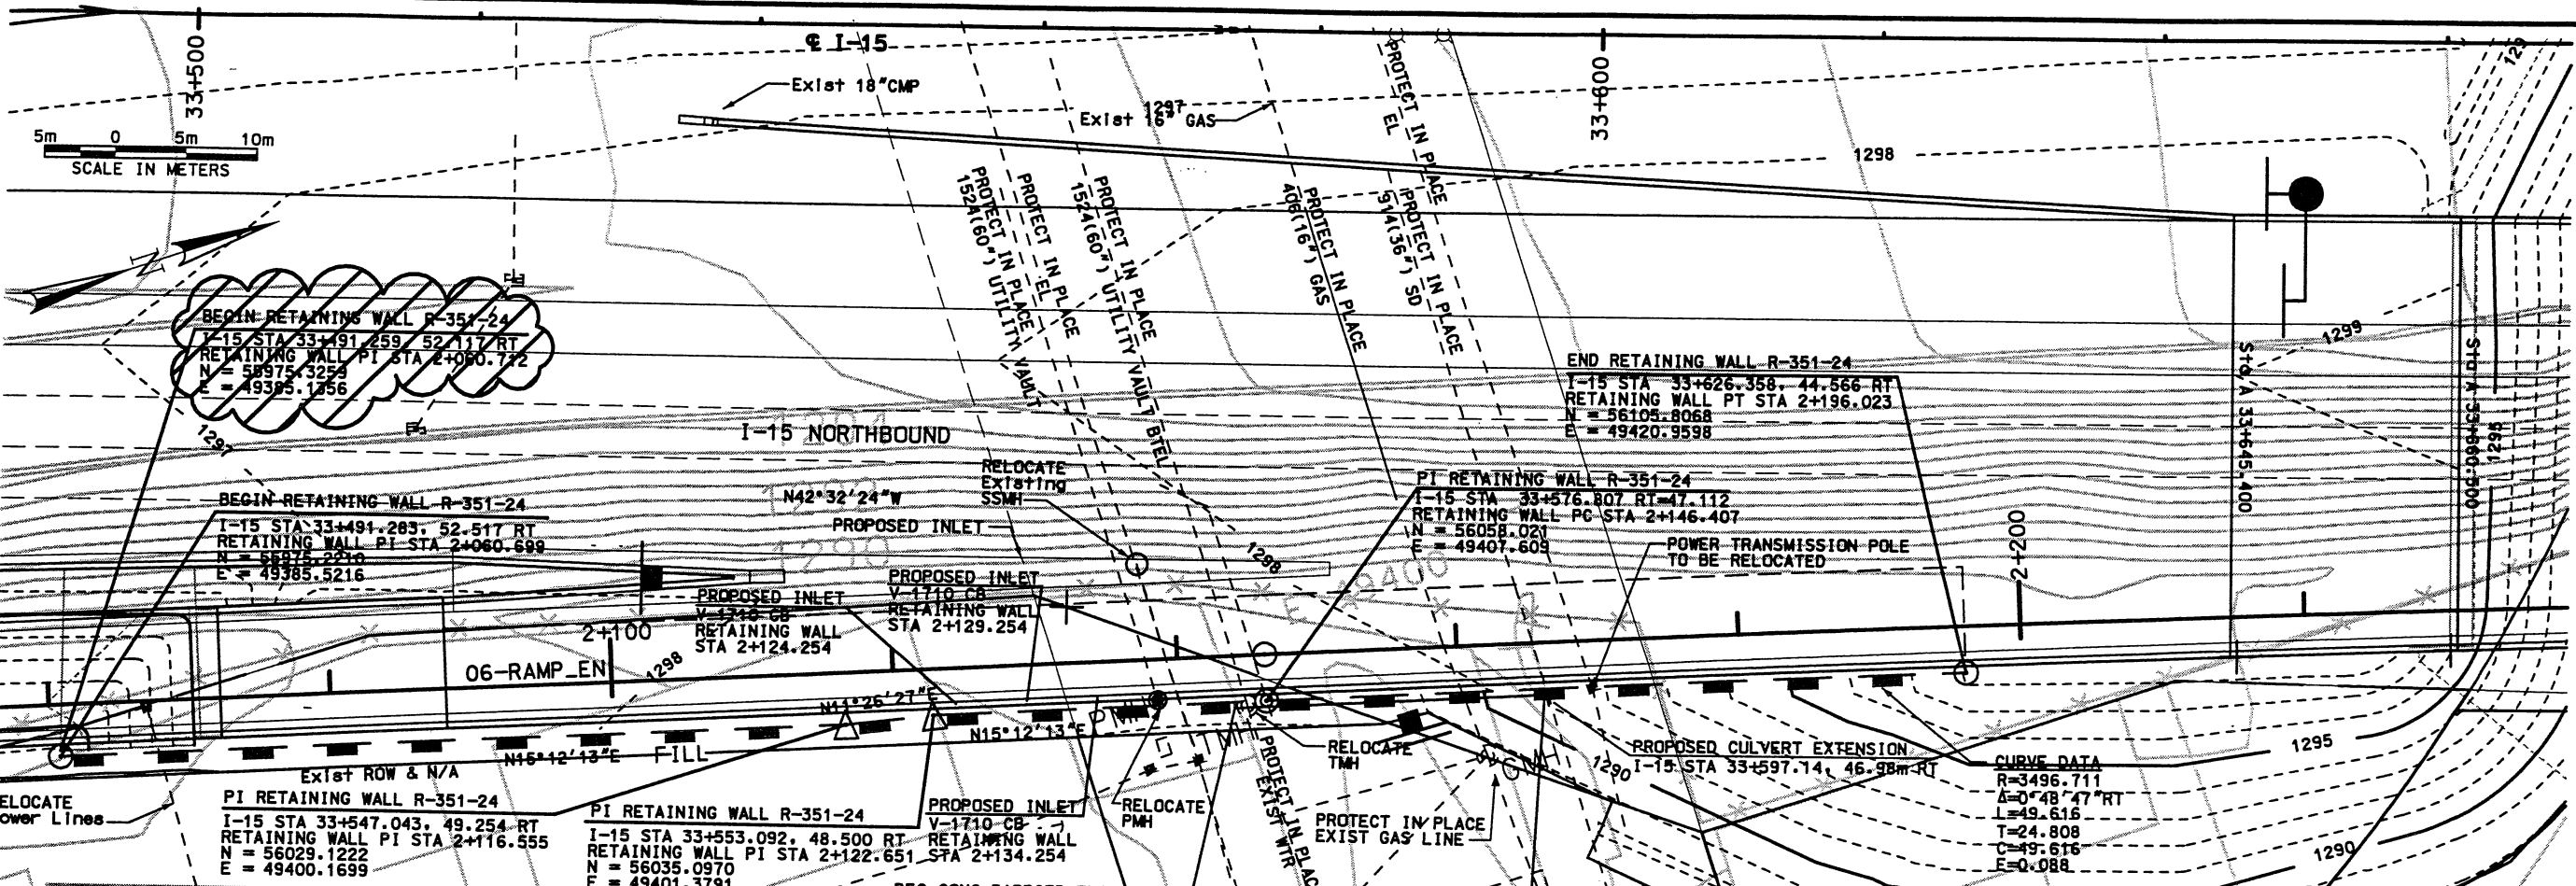 33+500
℄ I-15
33+600
5m 0 5m 10m
SCALE IN METERS
Exist 18"CMP
Exist 16" GAS
1297
1298
129
PROTECT IN PLACE
EL
PROTECT IN PLACE
1524(60") UTILITY VAULT
PROTECT IN PLACE
EL
PROTECT IN PLACE
1524(60") UTILITY VAULT BTEL
PROTECT IN PLACE
406(16") GAS
PROTECT IN PLACE
914(36") SD
N
BEGIN RETAINING WALL R-351-24
I-15 STA 33+491.259, 52.117 RT
RETAINING WALL PI STA 2+060.712
N = 55975.3259
E = 49385.1356
1297
1299
END RETAINING WALL R-351-24
I-15 STA 33+626.358, 44.566 RT
RETAINING WALL PT STA 2+196.023
N = 56105.8068
E = 49420.9598
Sta A 33+645.400
Sta A 33+660.500
1295
I-15 NORTHBOUND
1292
1290
N42°32'24"W
RELOCATE
Existing
SSMH
PROPOSED INLET
BEGIN RETAINING WALL R-351-24
I-15 STA 33+491.283, 52.517 RT
RETAINING WALL PI STA 2+060.699
E = 49385.5216
PI RETAINING WALL R-351-24
I-15 STA 33+576.807 RT=47.112
RETAINING WALL PC STA 2+146.407
N = 56058.021
E = 49407.609
1298
E 49400
POWER TRANSMISSION POLE
TO BE RELOCATED
2+200
PROPOSED INLET
V-1710 CB
RETAINING WALL
STA 2+124.254
PROPOSED INLET
V-1710 CB
RETAINING WALL
STA 2+129.254
2+100
06-RAMP_EN
1298
N11°26'27"E
N15°12'13"E
N15°12'13"E
FILL
Exist ROW & N/A
RELOCATE
TMH
RELOCATE
PMH
PROTECT IN PLACE
EXIST WTR
PROTECT IN PLACE
EXIST GAS LINE
1290
PROPOSED CULVERT EXTENSION
I-15 STA 33+597.14, 46.98m RT
1295
1290
CURVE DATA
R=3496.711
Δ=0°48'47"RT
L=49.616
T=24.808
C=49.616
E=0.088
ELOCATE
ower Lines
PI RETAINING WALL R-351-24
I-15 STA 33+547.043, 49.254 RT
RETAINING WALL PI STA 2+116.555
N = 56029.1222
E = 49400.1699
PI RETAINING WALL R-351-24
I-15 STA 33+553.092, 48.500 RT
RETAINING WALL PI STA 2+122.651
N = 56035.0970
E = 49401.3791
PROPOSED INLET
V-1710 CB
RETAINING WALL
STA 2+134.254